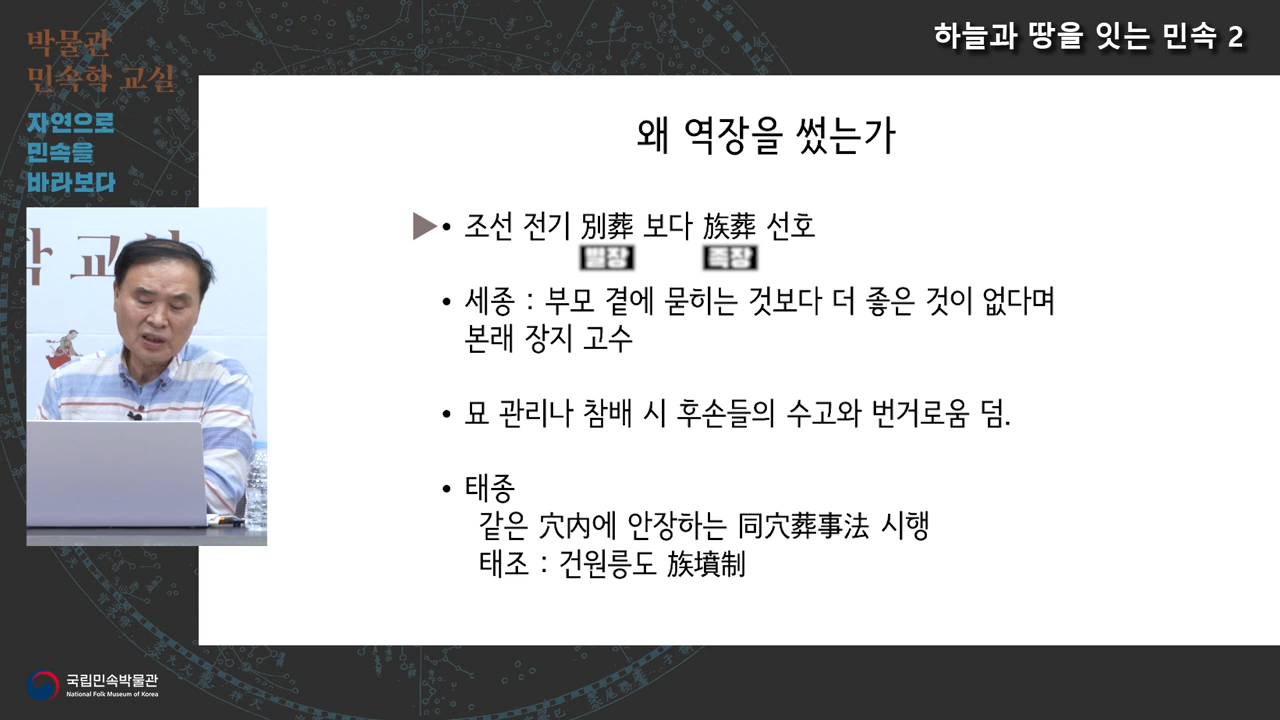 하늘과 땅을 잇는 민속 2
박물관
민속학 교실
자연으로
민속을
바라보다
학 교실
왜 역장을 썼는가
• 조선 전기 別葬 보다 族葬 선호
별장 족장
• 세종 : 부모 곁에 묻히는 것보다 더 좋은 것이 없다며
본래 장지 고수
• 묘 관리나 참배 시 후손들의 수고와 번거로움 덤.
• 태종
같은 穴內에 안장하는 同穴葬事法 시행
태조 : 건원릉도 族墳制
국립민속박물관
National Folk Museum of Korea